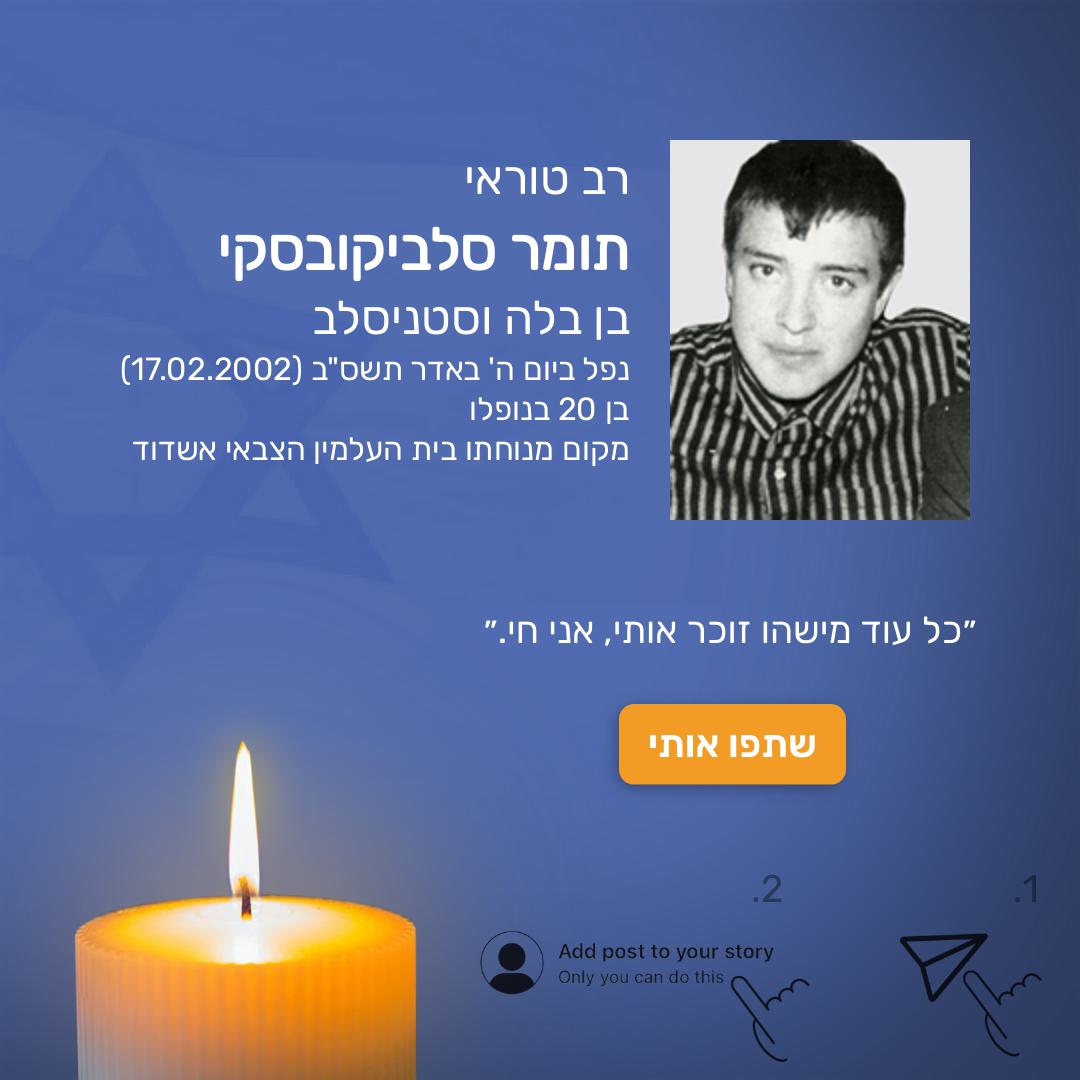 רב טוראי
תומר סלביקובסקי
בן בלה וסטניסלב
נפל ביום ה' באדר תשס"ב (17.02.2002)
בן 20 בנופלו
מקום מנוחתו בית העלמין הצבאי אשדוד
״כל עוד מישהו זוכר אותי, אני חי.״
שתפו אותי
1.
2.
Add post to your story
Only you can do this